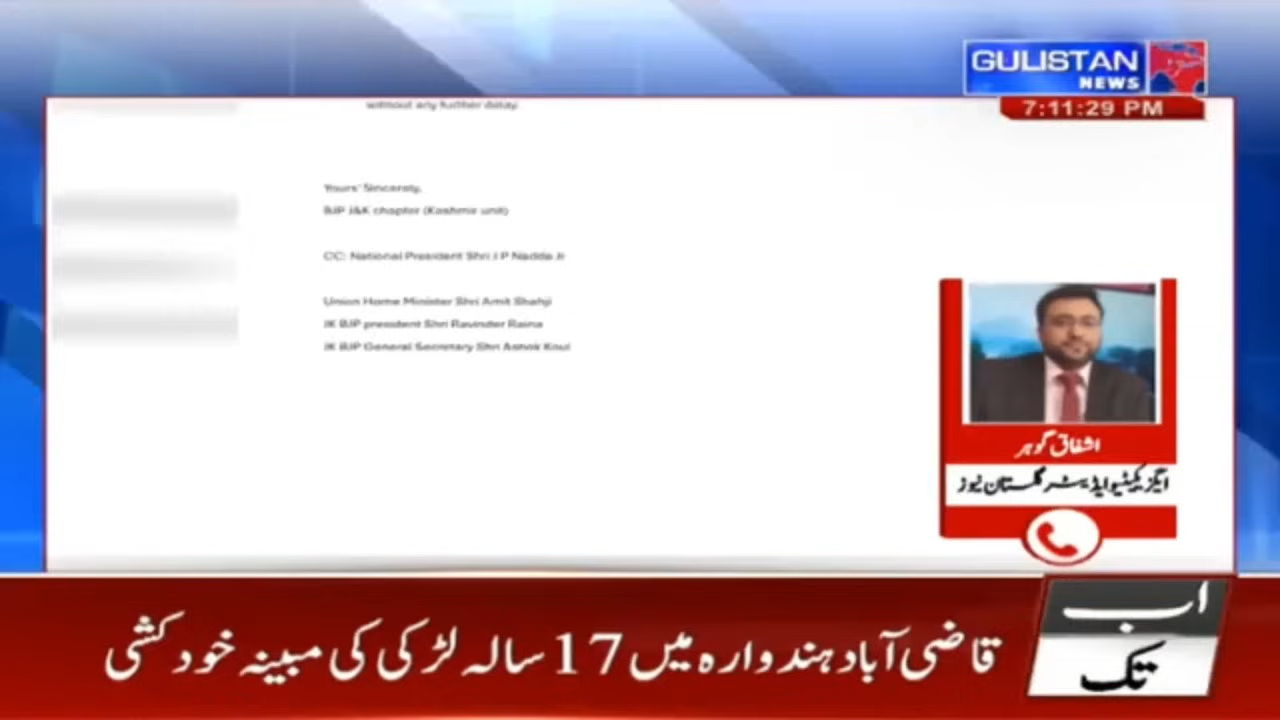 GULISTAN
NEWS
7:11:29 PM
without any further delay.
Yours' Sincerely,
BJP J&K chapter (Kashmir unit)
CC: National President Shri J P Nadda Jr
Union Home Minister Shri Amit Shahji
JK BJP president Shri Ravinder Raina
JK BJP General Secretary Shri Ashok Koul
اشفاق گوہر
ایگزیکٹیو ایڈیٹر گلستان نیوز
اب
تک
قاضی آباد ہندوارہ میں 17 سالہ لڑکی کی مبینہ خودکشی